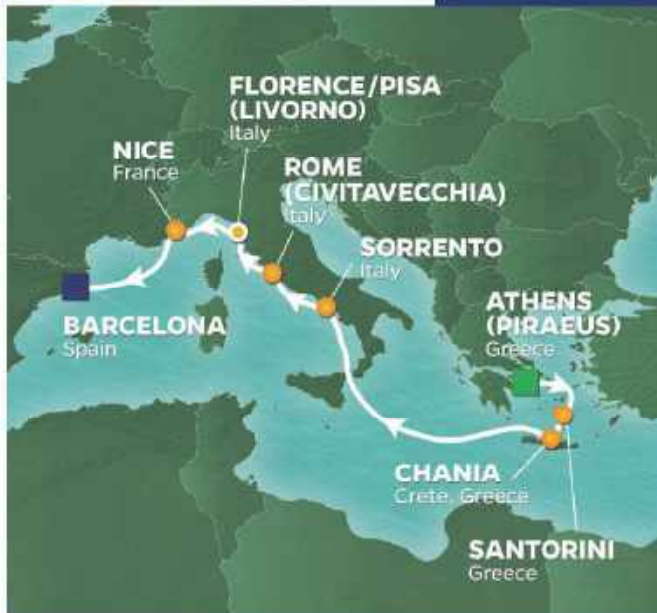 FLORENCE/PISA
(LIVORNO)
Italy
NICE
France
ROME
(CIVITAVECCHIA)
Italy
SORRENTO
Italy
ATHENS
(PIRAEUS)
Greece
BARCELONA
Spain
CHANIA
Crete, Greece
SANTORINI
Greece